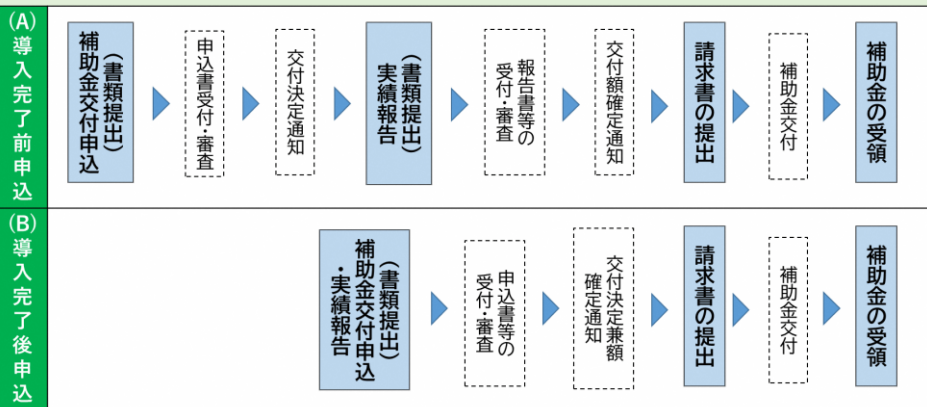 (A)導入完了前申込
補助金交付申込
(書類提出)
申込書受付・審査
交付決定通知
実績報告
(書類提出)
報告書等の
受付・審査
交付額確定通知
請求書の提出
補助金交付
補助金の受領
(B)導入完了後申込
(書類提出)
補助金交付申込
・実績報告
申込書等の
受付・審査
交付決定兼額
確定通知
請求書の提出
補助金交付
補助金の受領